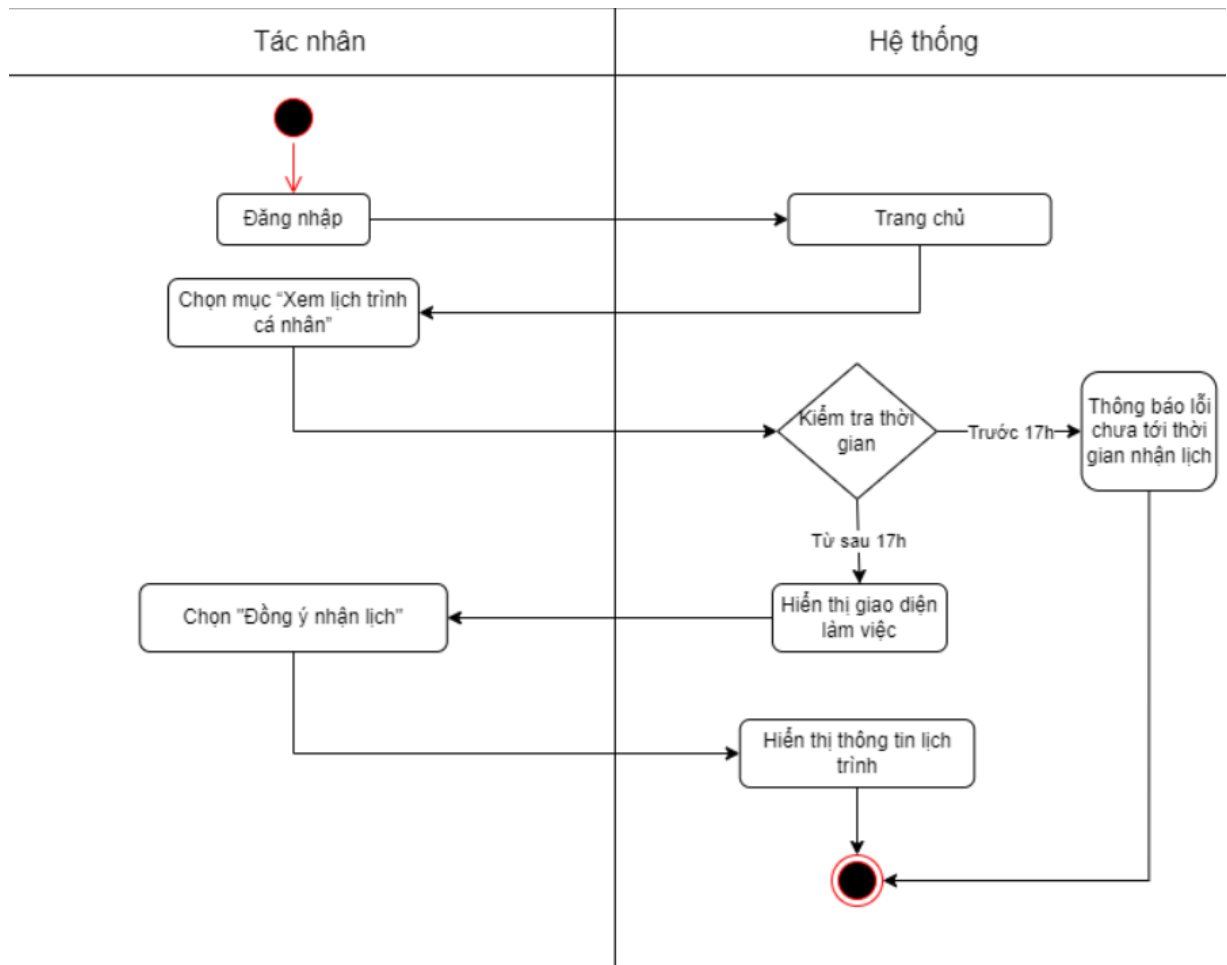 Tác nhân
Hệ thống
Đăng nhập
Trang chủ
Chọn mục “Xem lịch trình
cá nhân”
Kiểm tra thời
gian
Trước 17h
Thông báo lỗi
chưa tới thời
gian nhận lịch
Từ sau 17h
Hiển thị giao diện
làm việc
Chọn "Đồng ý nhận lịch"
Hiển thị thông tin lịch
trình